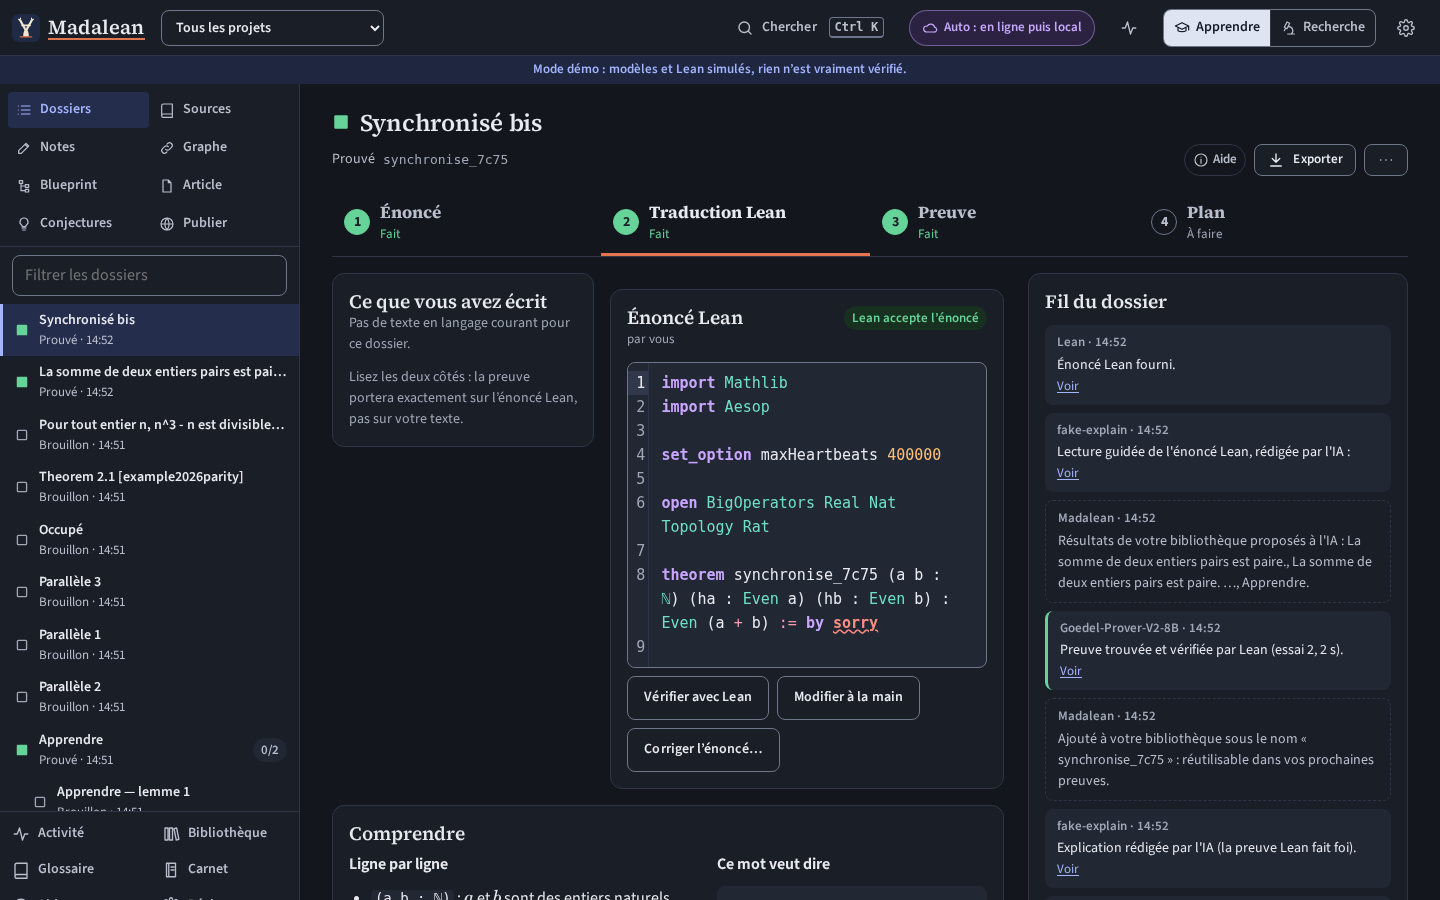 Madalean
Tous les projets
Chercher Ctrl K
Auto : en ligne puis local
Apprendre
Recherche
Mode démo : modèles et Lean simulés, rien n’est vraiment vérifié.
Dossiers
Sources
Notes
Graphe
Blueprint
Article
Conjectures
Publier
Filtrer les dossiers
Synchronisé bis
Prouvé · 14:52
La somme de deux entiers pairs est pai…
Prouvé · 14:52
Pour tout entier n, n^3 - n est divisible…
Brouillon · 14:51
Theorem 2.1 [example2026parity]
Brouillon · 14:51
Occupé
Brouillon · 14:51
Parallèle 3
Brouillon · 14:51
Parallèle 1
Brouillon · 14:51
Parallèle 2
Brouillon · 14:51
Apprendre
0/2
Prouvé · 14:51
Apprendre — lemme 1
Brouillon · 14:51
Activité
Bibliothèque
Glossaire
Carnet
Synchronisé bis
Prouvé synchronise_7c75
Aide
Exporter
...
1 Énoncé
Fait
2 Traduction Lean
Fait
3 Preuve
Fait
4 Plan
À faire
Ce que vous avez écrit
Pas de texte en langage courant pour
ce dossier.
Lisez les deux côtés : la preuve
portera exactement sur l’énoncé Lean,
pas sur votre texte.
Énoncé Lean
Lean accepte l’énoncé
par vous
1 import Mathlib
2 import Aesop
3
4 set_option maxHeartbeats 400000
5
6 open BigOperators Real Nat
Topology Rat
7
8 theorem synchronise_7c75 (a b :
ℕ) (ha : Even a) (hb : Even b) :
Even (a + b) := by sorry
9
Vérifier avec Lean
Modifier à la main
Corriger l’énoncé…
Comprendre
Ligne par ligne
Ce mot veut dire
• (a b : ℕ) : a et b sont des entiers naturels
Fil du dossier
Lean · 14:52
Énoncé Lean fourni.
Voir
fake-explain · 14:52
Lecture guidée de l'énoncé Lean, rédigée par l'IA :
Voir
Madalean · 14:52
Résultats de votre bibliothèque proposés à l'IA : La
somme de deux entiers pairs est paire., La somme de
deux entiers pairs est paire. …, Apprendre.
Goedel-Prover-V2-8B · 14:52
Preuve trouvée et vérifiée par Lean (essai 2, 2 s).
Voir
Madalean · 14:52
Ajouté à votre bibliothèque sous le nom «
synchronise_7c75 » : réutilisable dans vos prochaines
preuves.
fake-explain · 14:52
Explication rédigée par l'IA (la preuve Lean fait foi).
Voir